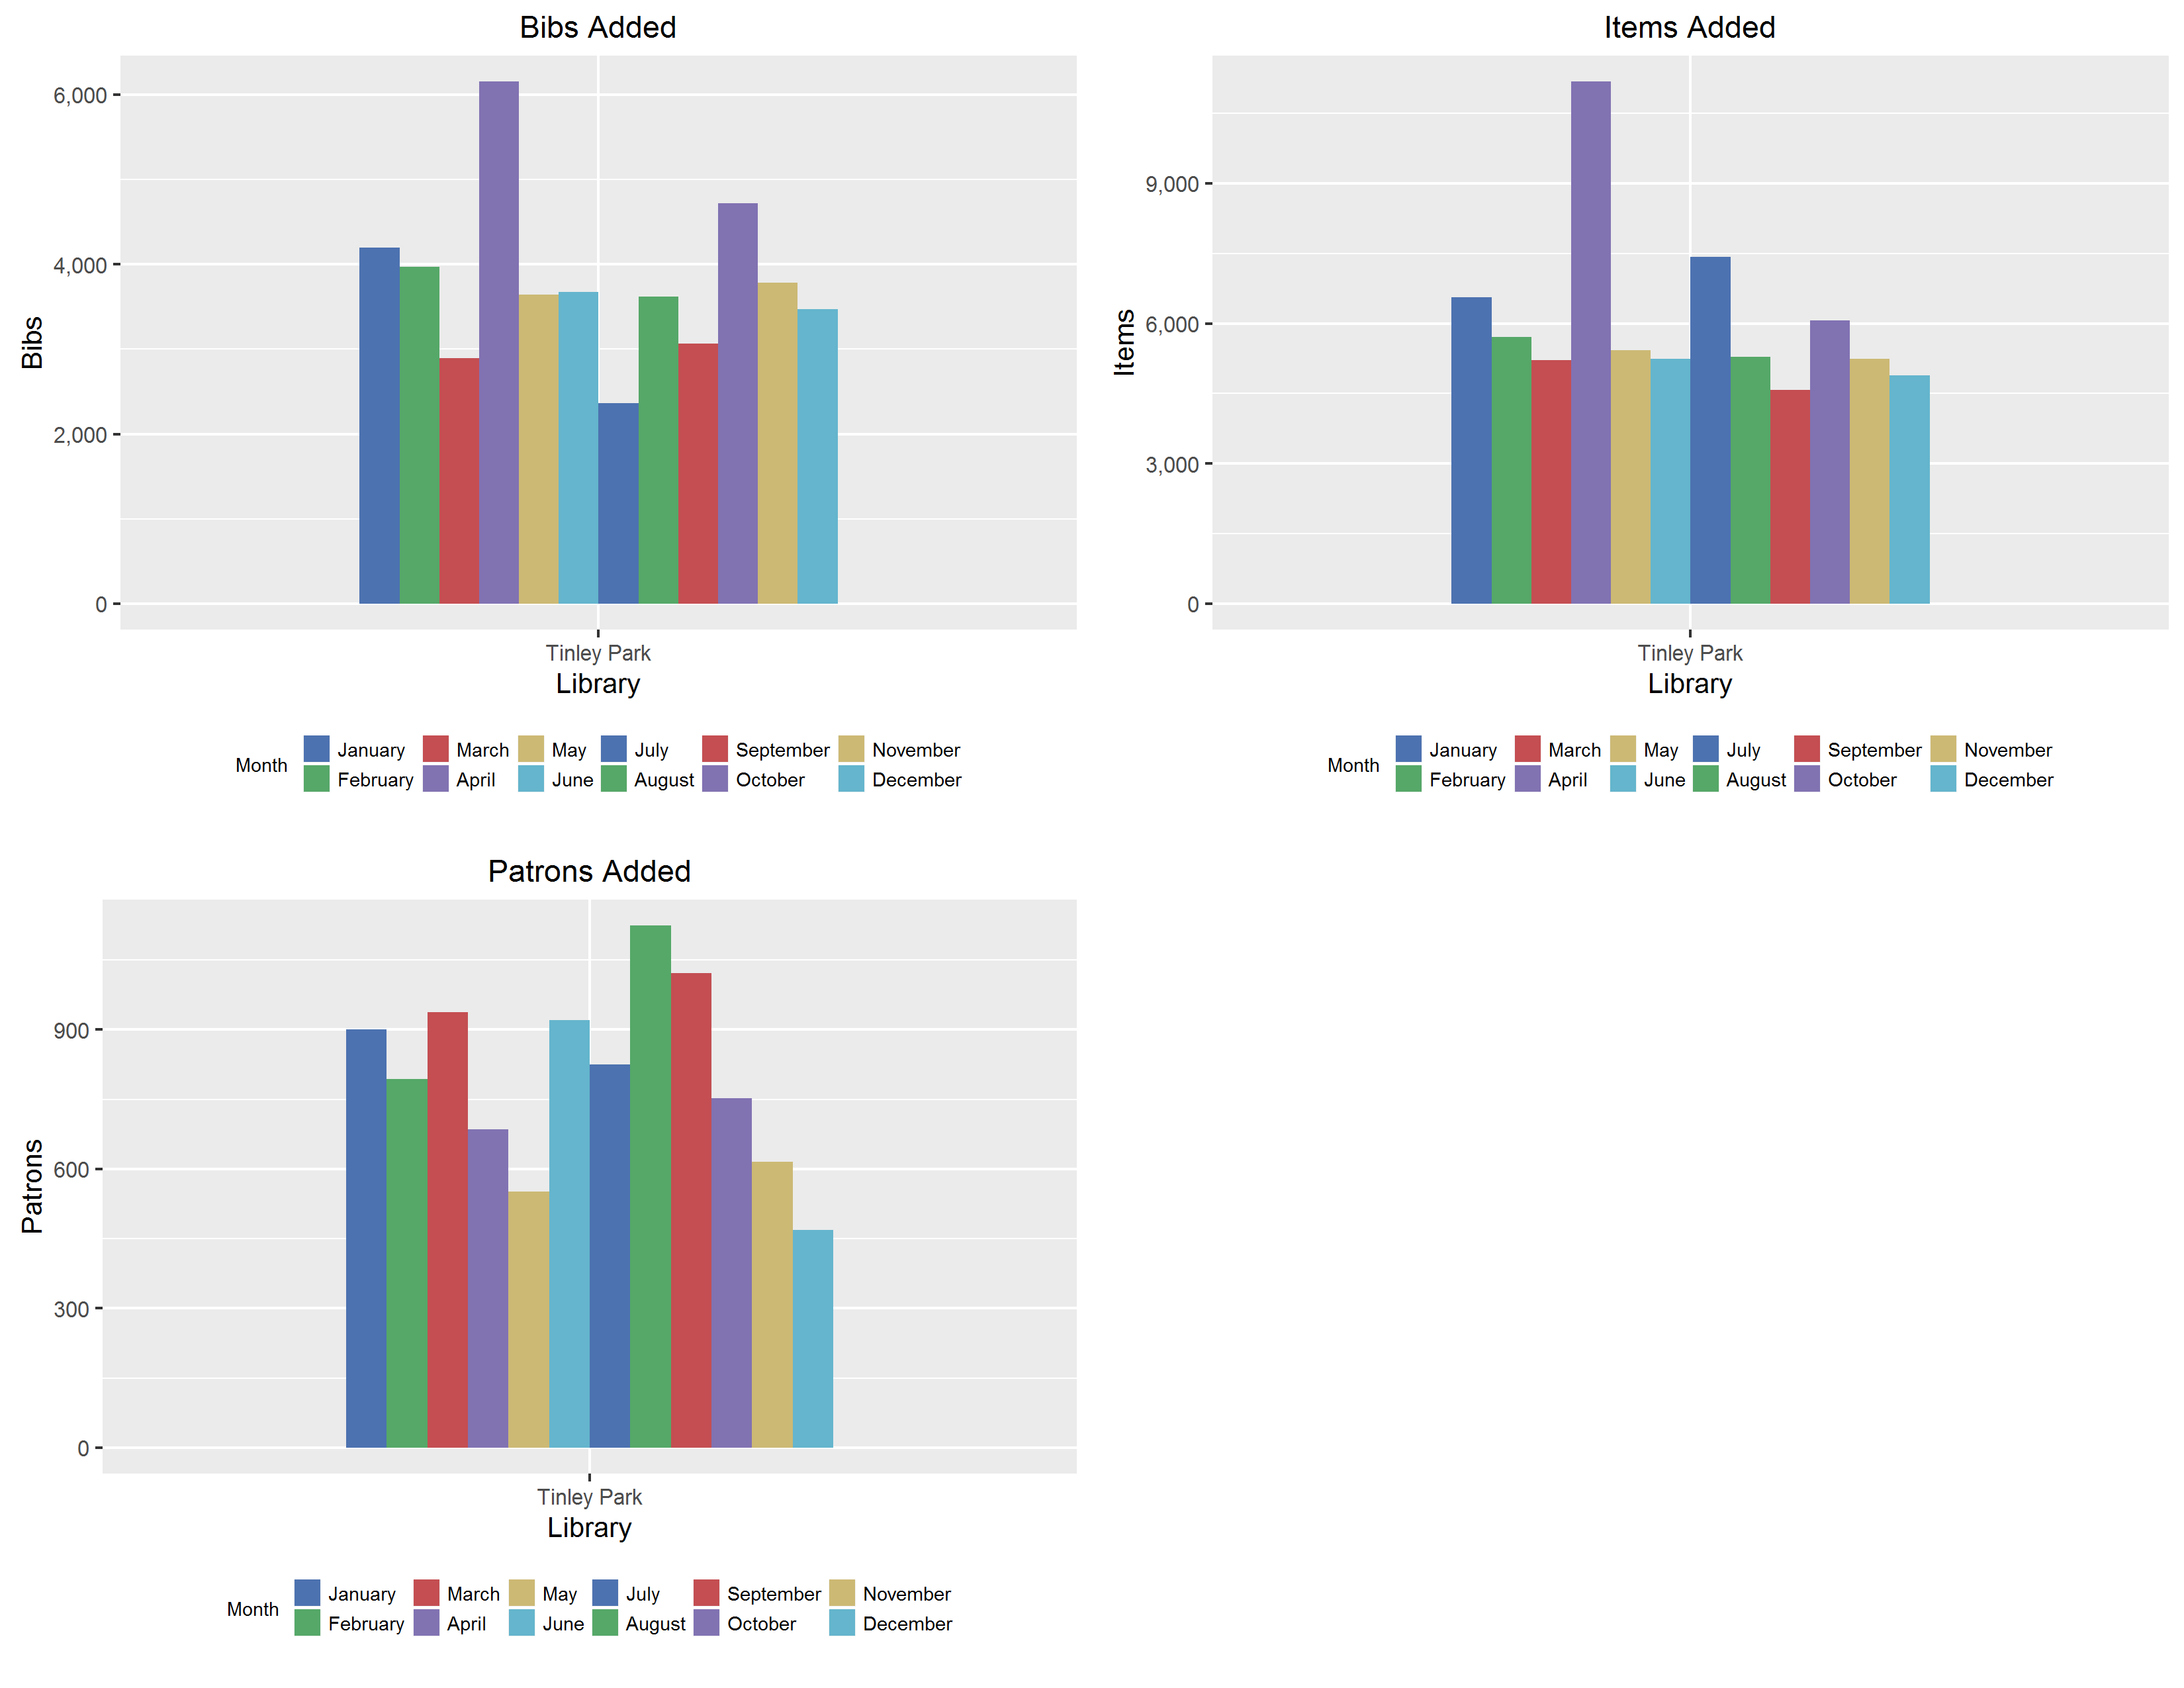 Bibs Added
6,000
4,000
2,000
0
Bibs
Tinley Park
Library
Month
January March May July September November
February April June August October December
Items Added
9,000
6,000
3,000
0
Items
Tinley Park
Library
Month
January March May July September November
February April June August October December
Patrons Added
900
600
300
0
Patrons
Tinley Park
Library
Month
January March May July September November
February April June August October December